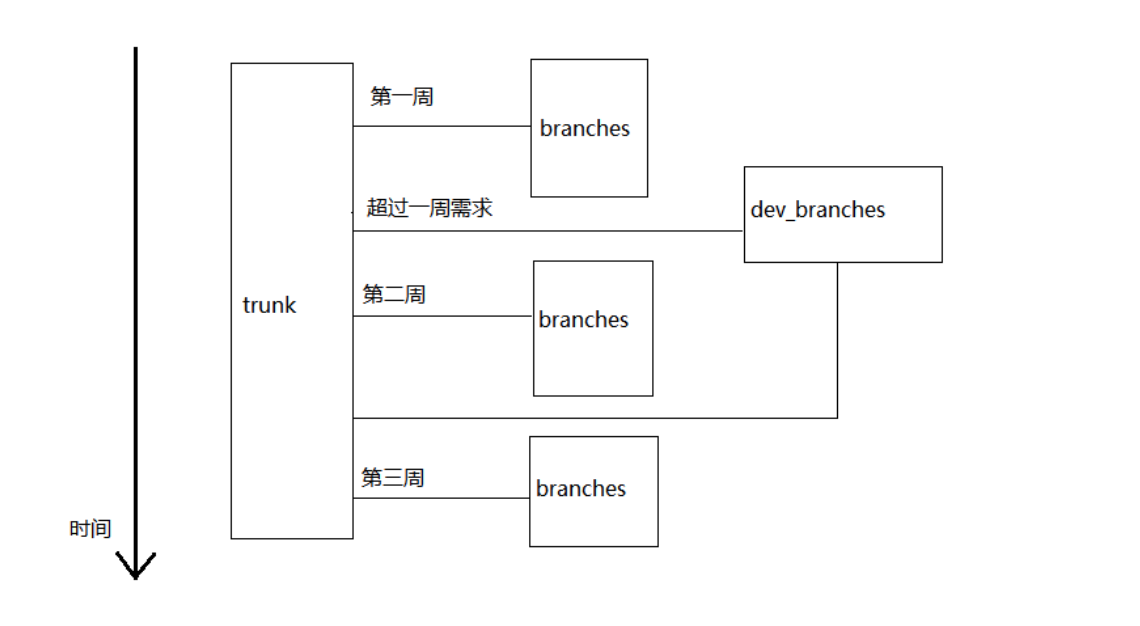 第一周
branches
超过一周需求
dev_branches
第二周
trunk
branches
第三周
branches
时间